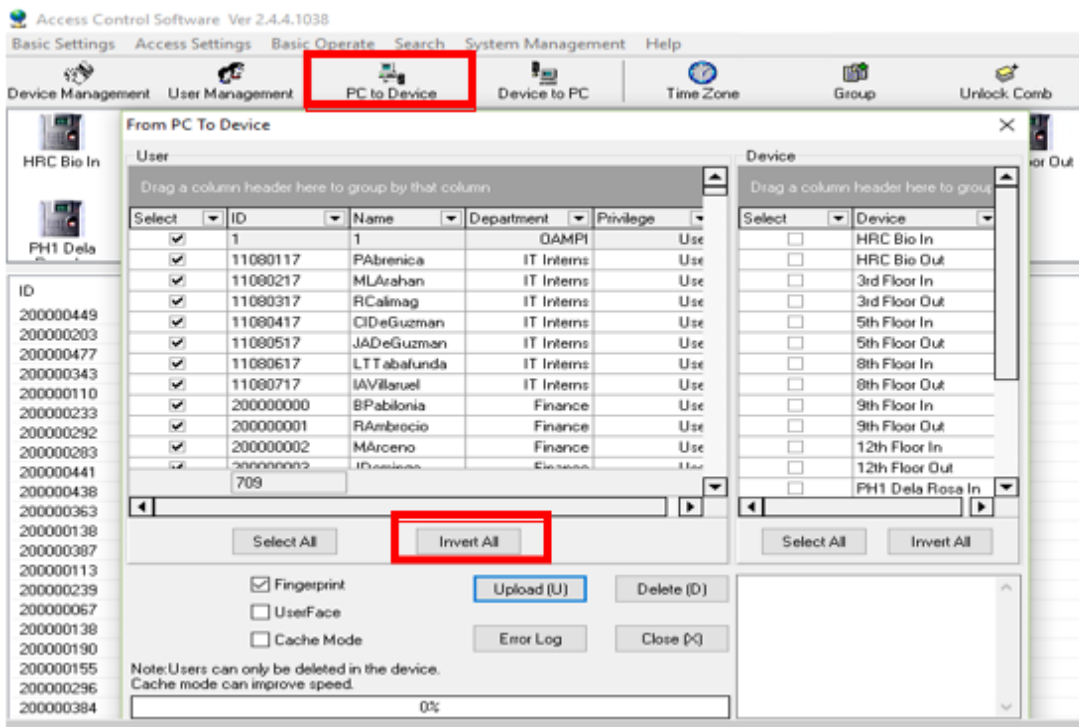 Access Control Software Ver 2.4.4.1038
Basic Settings Access Settings Basic Operate Search System Management Help
Device Management User Management PC to Device Device to PC Time Zone Group Unlock Comb
HRC Bio In
PH1 Dela
or Out
From PC To Device
User
Drag a column header here to group by that column
Select ID Name Department Privilege
1 1 OAMPI Use
11080117 PAbrenica IT Interns Use
11080217 MLArahan IT Interns Use
11080317 RCalimag IT Interns Use
11080417 CIDeGuzman IT Interns Use
11080517 JADeGuzman IT Interns Use
11080617 LTTabafunda IT Interns Use
11080717 IAVillaruel IT Interns Use
200000000 BPabilonia Finance Use
200000001 RAmbrocio Finance Use
200000002 MArceno Finance Use
200000003 JDomingo Finance Use
709
Select All Invert All
Device
Drag a column header here to group
Select Device
HRC Bio In
HRC Bio Out
3rd Floor In
3rd Floor Out
5th Floor In
5th Floor Out
8th Floor In
8th Floor Out
9th Floor In
9th Floor Out
12th Floor In
12th Floor Out
PH1 Dela Rosa In
Select All Invert All
Fingerprint
UserFace
Cache Mode
Upload (U) Delete (D)
Error Log Close (X)
Note:Users can only be deleted in the device.
Cache mode can improve speed.
0%
ID
200000449
200000203
200000477
200000343
200000110
200000233
200000292
200000283
200000441
200000438
200000363
200000138
200000387
200000113
200000239
200000067
200000138
200000190
200000155
200000296
200000384